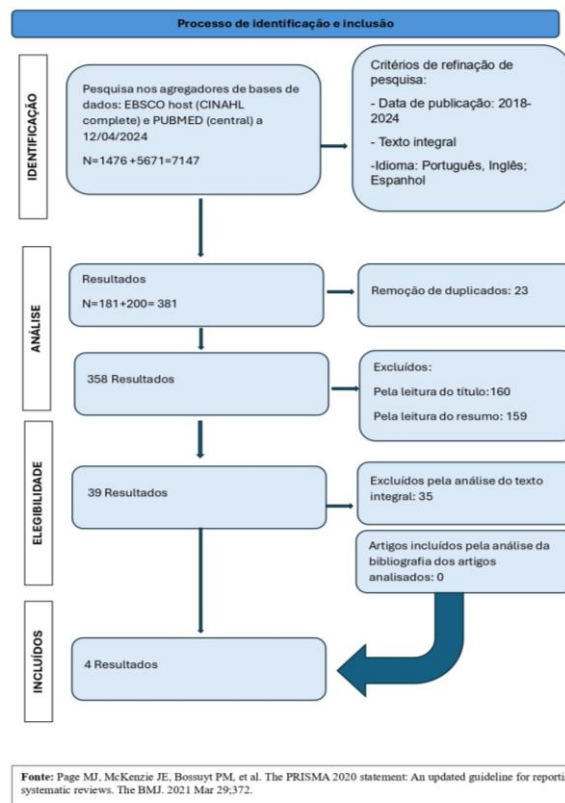 Processo de identificação e inclusão
IDENTIFICAÇÃO
Pesquisa nos agregadores de bases de
dados: EBSCO host (CINAHL
complete) e PUBMED (central) a
12/04/2024
N=1476 +5671=7147
Critérios de refinação de
pesquisa:
- Data de publicação: 2018-
2024
- Texto integral
-Idioma: Português, Inglês;
Espanhol
ANÁLISE
Resultados
N=181+200= 381
Remoção de duplicados: 23
358 Resultados
Excluídos:
Pela leitura do título:160
Pela leitura do resumo: 159
ELEGIBILIDADE
39 Resultados
Excluídos pela análise do texto
integral: 35
Artigos incluídos pela análise da
bibliografia dos artigos
analisados: 0
INCLUÍDOS
4 Resultados
Fonte: Page MJ, McKenzie JE, Bossuyt PM, et al. The PRISMA 2020 statement: An updated guideline for reporti
systematic reviews. The BMJ. 2021 Mar 29;372.